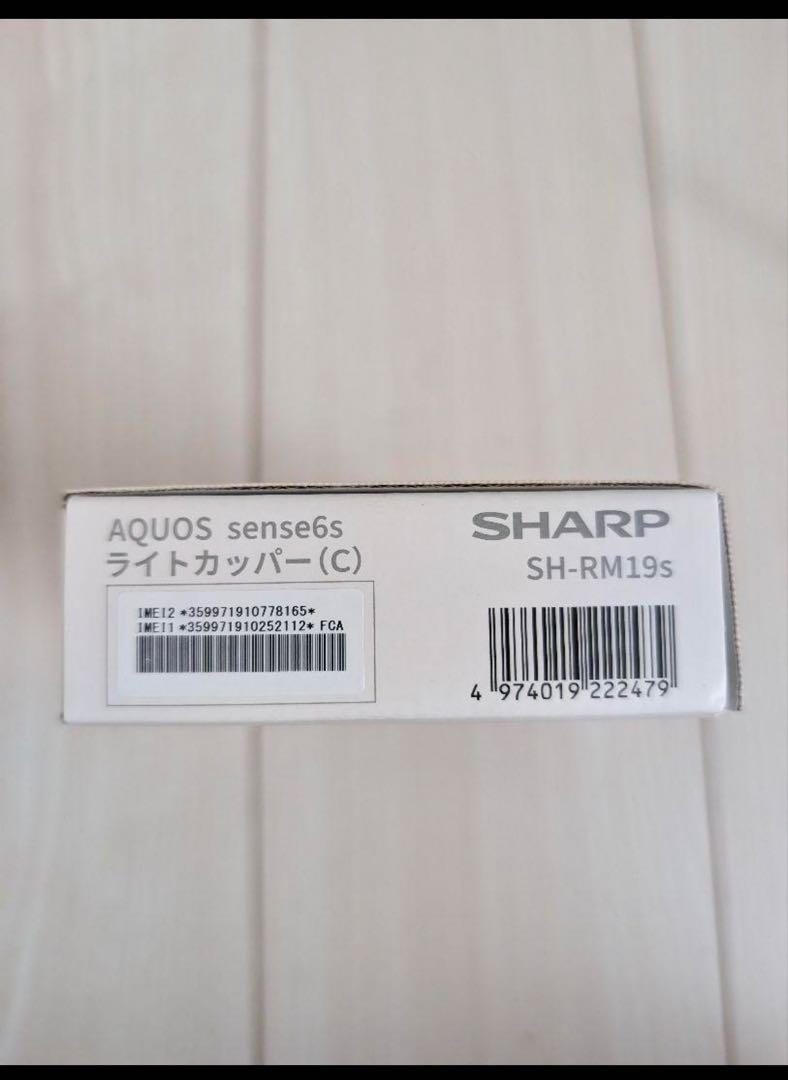 AQUOS sense6s
ライトカッパー(C)
IMEI2 *359971910778165*
IMEI1 *359971910252112* FCA
SHARP
SH-RM19s
4 974019 222479